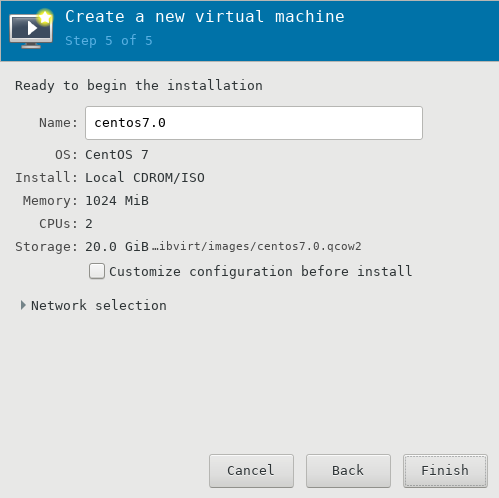 Create a new virtual machine
Step 5 of 5
Ready to begin the installation
Name: centos7.0
OS: CentOS 7
Install: Local CDROM/ISO
Memory: 1024 MiB
CPUs: 2
Storage: 20.0 GiB …ibvirt/images/centos7.0.qcow2
Customize configuration before install
Network selection
Cancel Back Finish